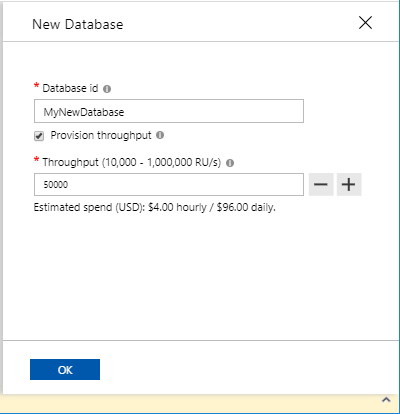 New Database
* Database id
MyNewDatabase
Provision throughput
* Throughput (10,000 - 1,000,000 RU/s)
50000
Estimated spend (USD): $4.00 hourly / $96.00 daily.
OK